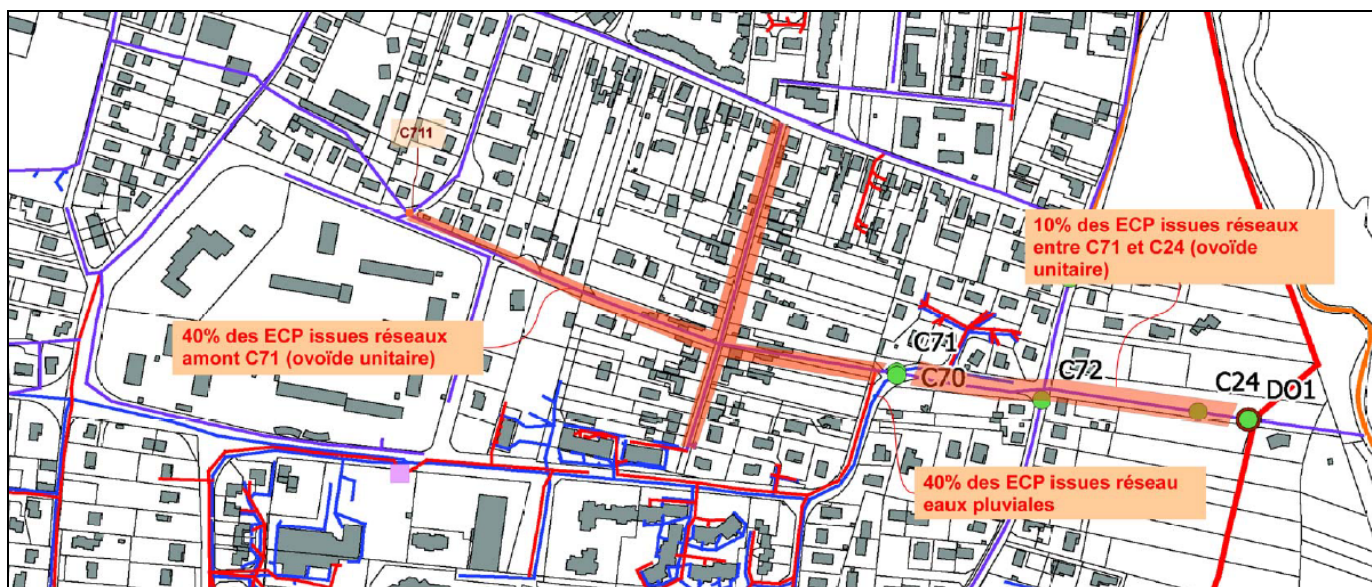 C711
10% des ECP issues réseaux
entre C71 et C24 (ovoïde
unitaire)
40% des ECP issues réseaux
amont C71 (ovoïde unitaire)
C71
C70
C72
C24
DO1
40% des ECP issues réseau
eaux pluviales